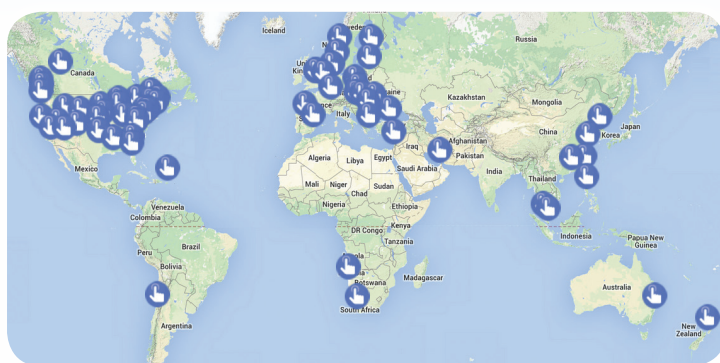 Iceland
Russia
Canada
Kazakhstan
Mongolia
Italy
Japan
China
Korea
Afghanistan
Iraq
Pakistan
Algeria
Libya
Egypt
Saudi Arabia
India
Mexico
Mali
Niger
Chad
Sudan
Thailand
Nigeria
Ethiopia
Venezuela
Colombia
DR Congo
Kenya
Indonesia
Papua New
Guinea
Tanzania
Peru
Brazil
Bolivia
Botswana
Madagascar
Australia
South Africa
Argentina
New
Zealand